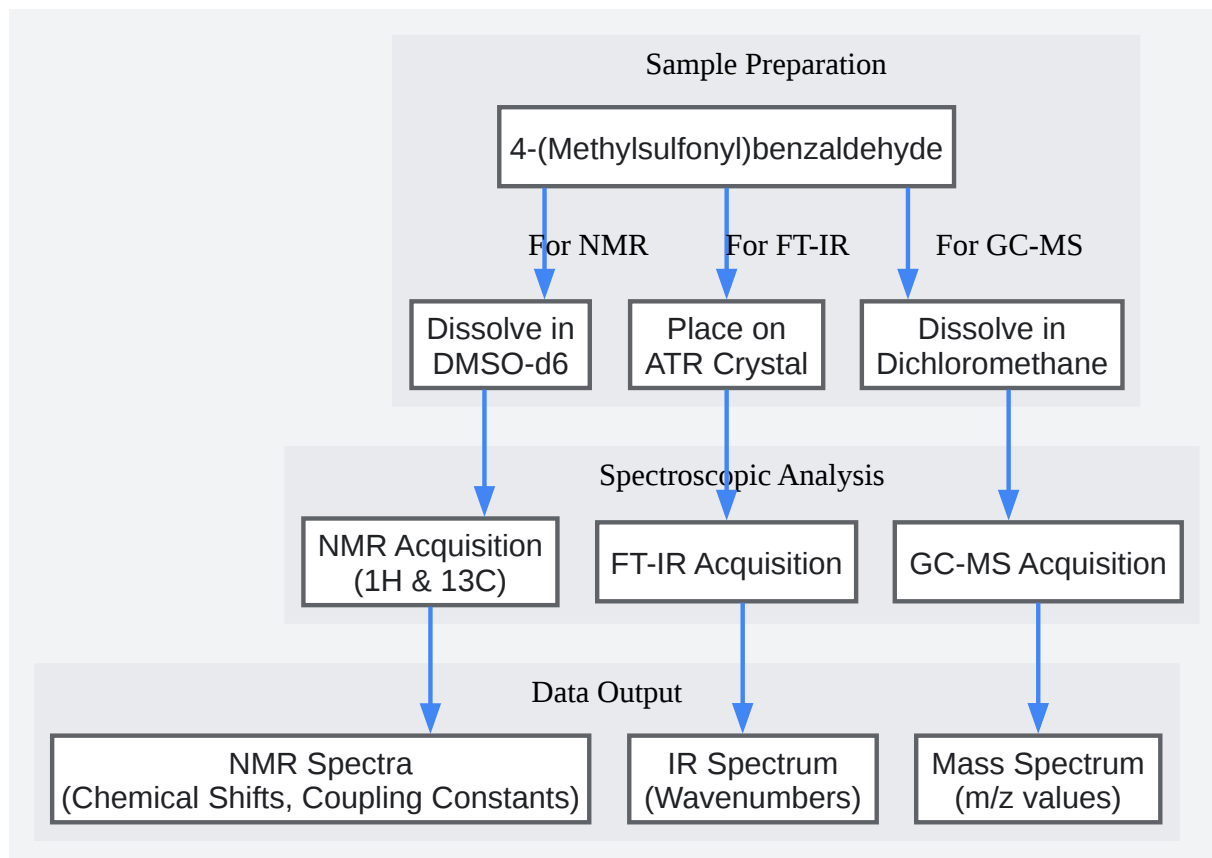 Sample Preparation
4-(Methylsulfonyl)benzaldehyde
For NMR
For FT-IR
For GC-MS
Dissolve in
DMSO-d6
Place on
ATR Crystal
Dissolve in
Dichloromethane
Spectroscopic Analysis
NMR Acquisition
(1H & 13C)
FT-IR Acquisition
GC-MS Acquisition
Data Output
NMR Spectra
(Chemical Shifts, Coupling Constants)
IR Spectrum
(Wavenumbers)
Mass Spectrum
(m/z values)